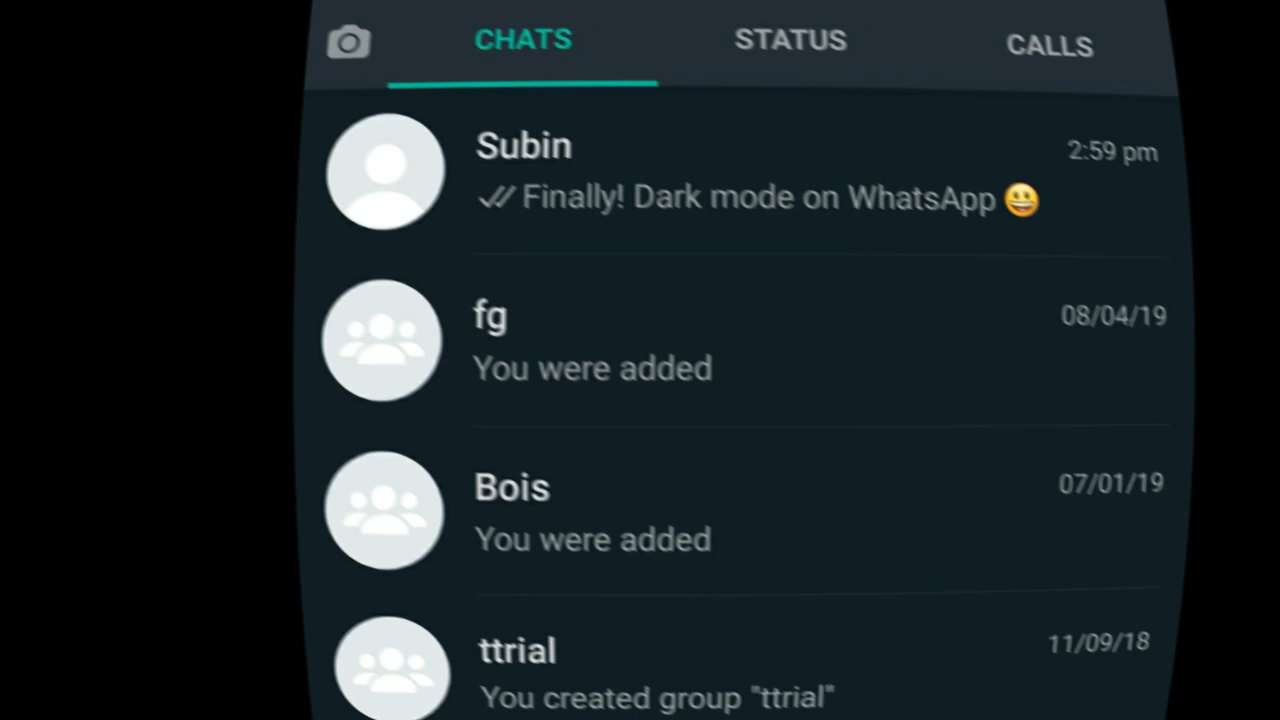 CHATS STATUS CALLS
Subin 2:59 pm
Finally! Dark mode on WhatsApp 😃
fg 08/04/19
You were added
Bois 07/01/19
You were added
ttrial 11/09/18
You created group "ttrial"